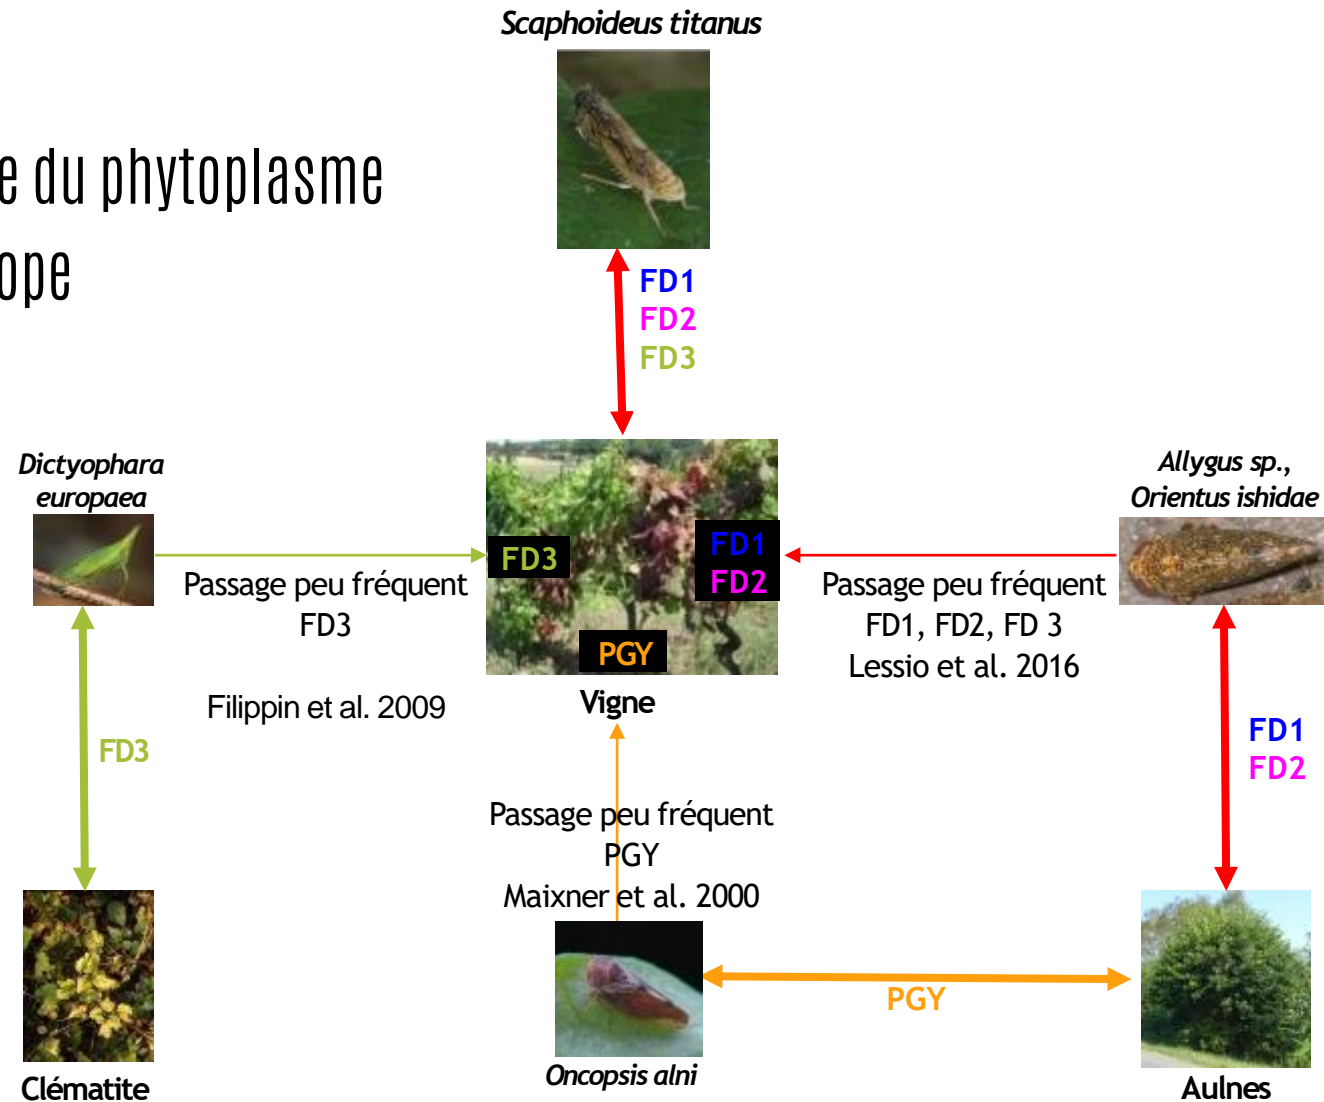 Scaphoideus titanus
e du phytoplasme
ope
FD1
FD2
FD3
Dictyophara
europaea
Allygus sp.,
Orientus ishidae
FD3
FD1
FD2
Passage peu fréquent
FD3
Filippin et al. 2009
Passage peu fréquent
FD1, FD2, FD 3
Lessio et al. 2016
PGY
Vigne
FD3
FD1
FD2
Passage peu fréquent
PGY
Maixner et al. 2000
PGY
Oncopsis alni
Clématite
Aulnes